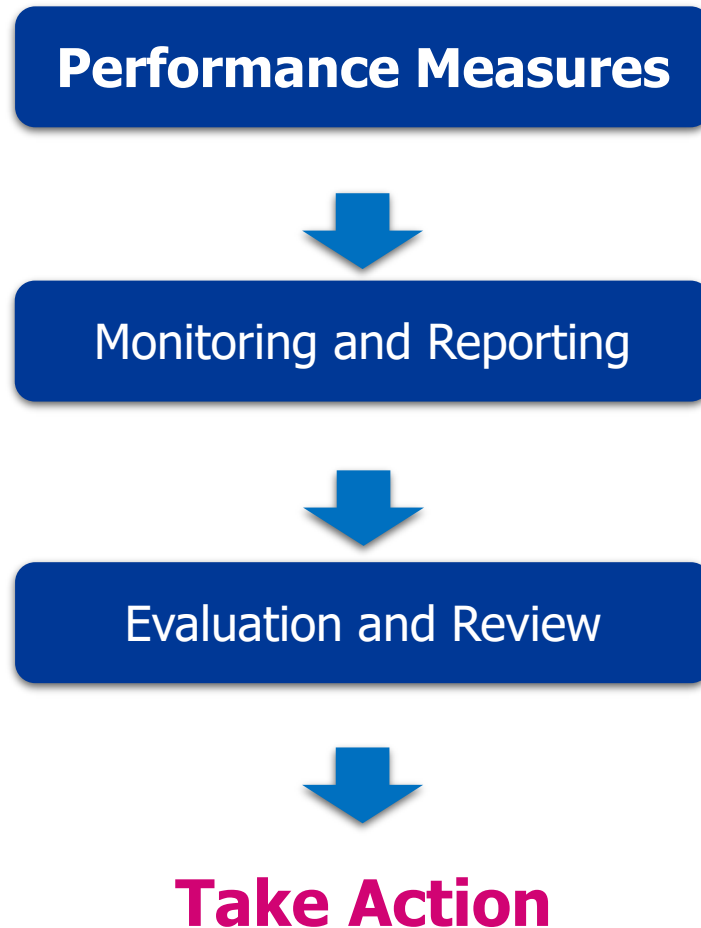 Performance Measures
Monitoring and Reporting
Evaluation and Review
Take Action